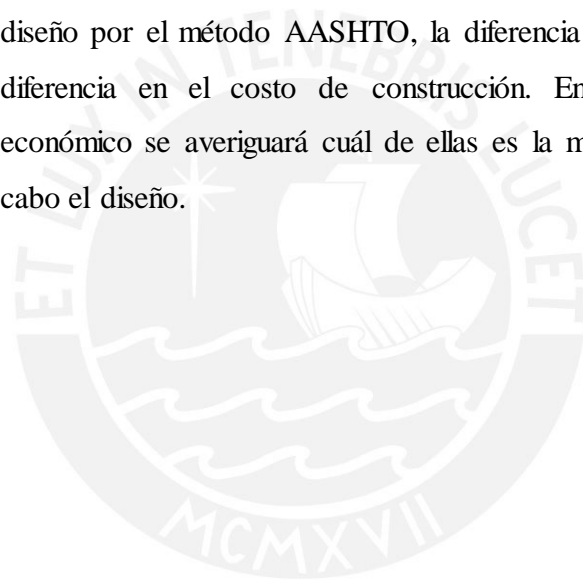 diseño por el método AASHTO, la diferencia
diferencia en el costo de construcción. En
económico se averiguará cuál de ellas es la m
cabo el diseño.
ET LUX IN TENEBRIS LUCET
MCMXVII